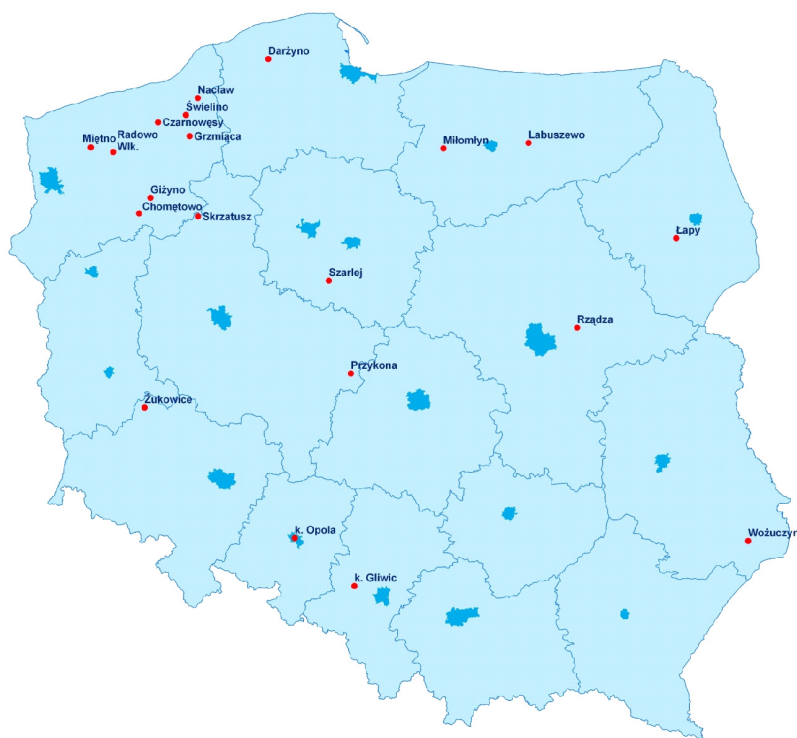 Darżyno
Nacław
Świelino
Czarnowęsy
Grzmiąca
Miętno
Radowo
Wlk.
Miłomłyn
Labuszewo
Giżyno
Chomętowo
Skrzatusz
Łapy
Szarlej
Rządza
Przykona
Żukowice
k. Opola
Wożuczyn
k. Gliwic